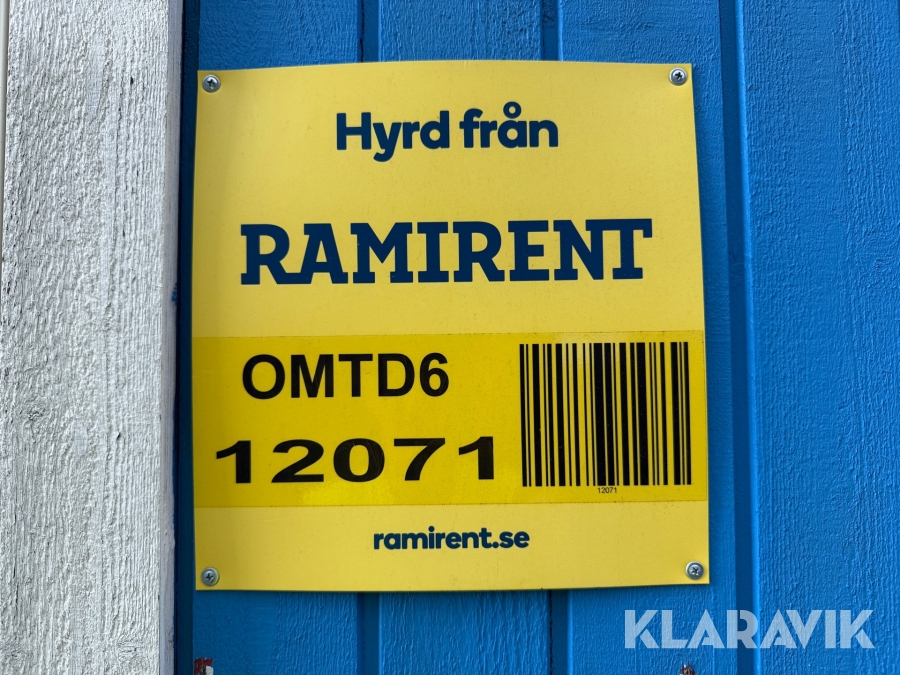 Hyrd från
RAMIRENT
OMTD6
12071
12071
ramirent.se
KLARAVIK